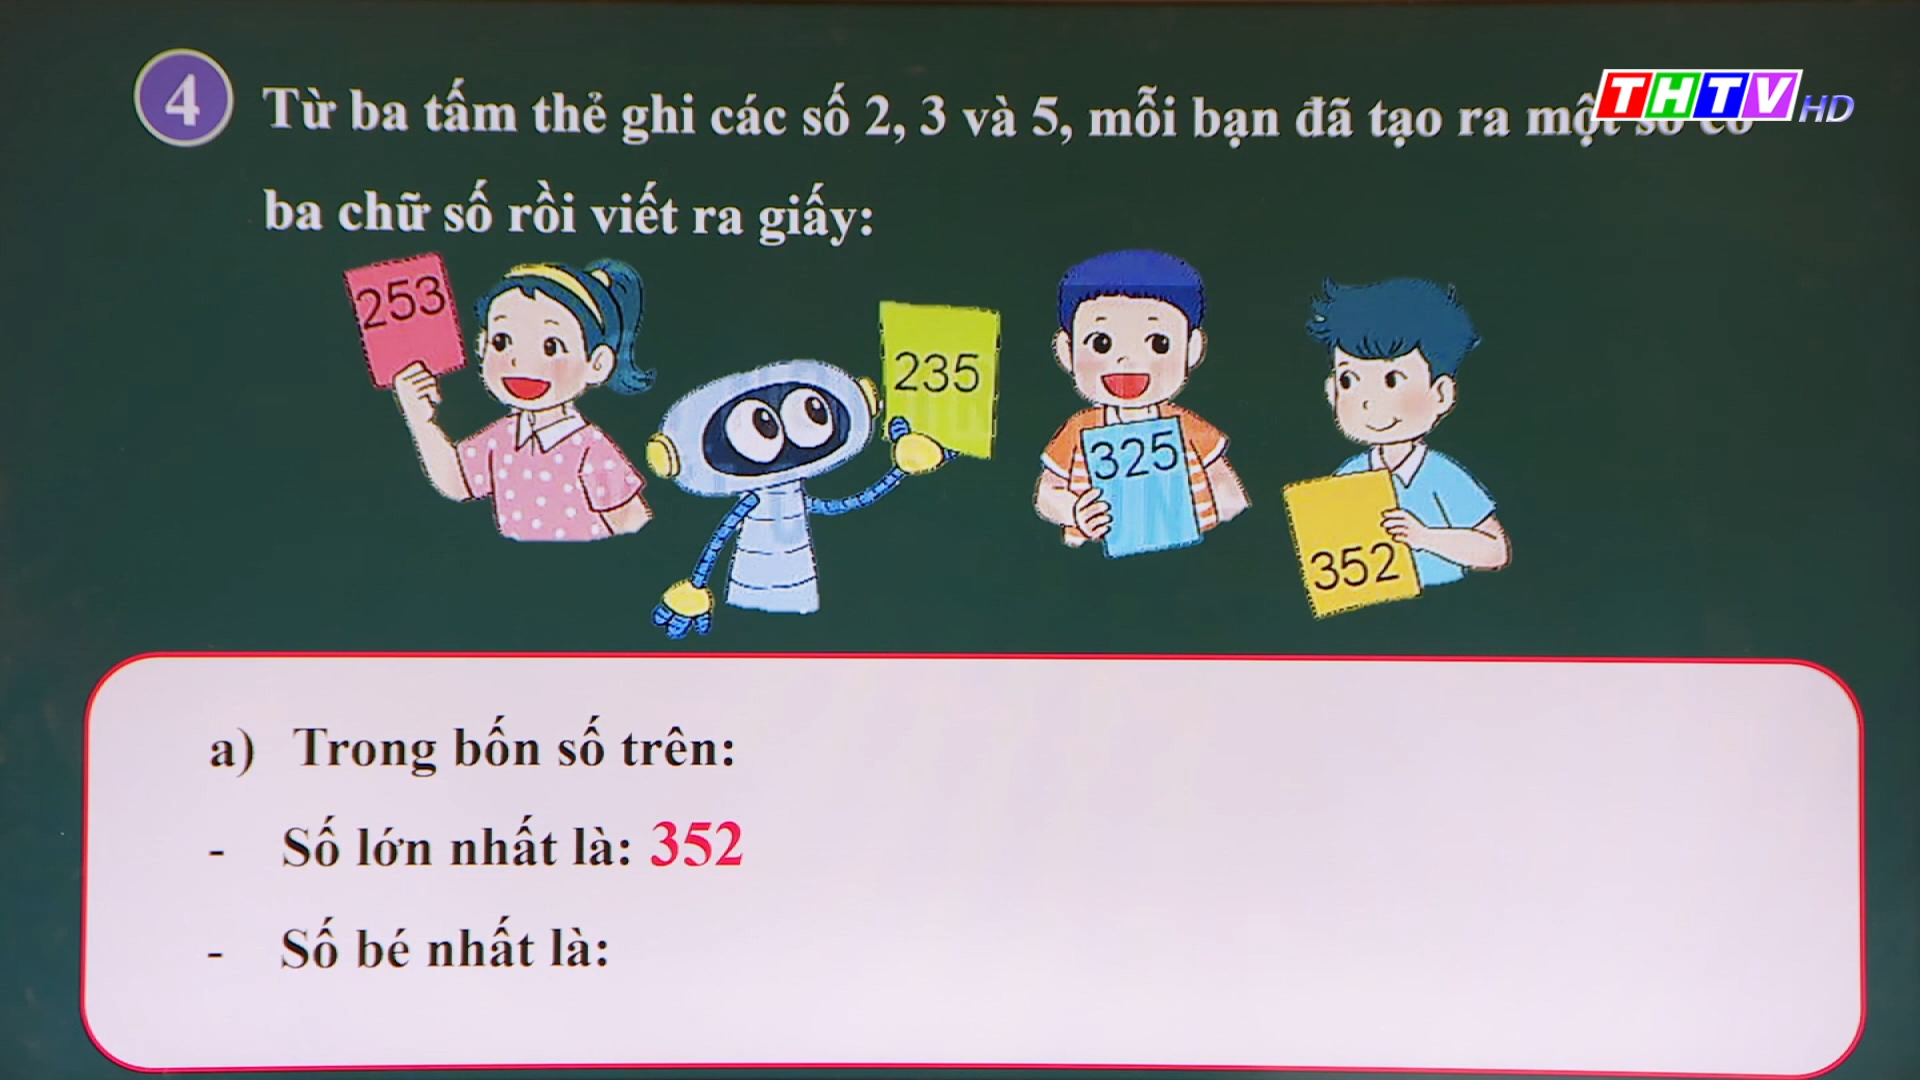 4 Từ ba tấm thẻ ghi các số 2, 3 và 5, mỗi bạn đã tạo ra một số có
THTV HD
ba chữ số rồi viết ra giấy:
253
235
325
352
a) Trong bốn số trên:
- Số lớn nhất là: 352
- Số bé nhất là: